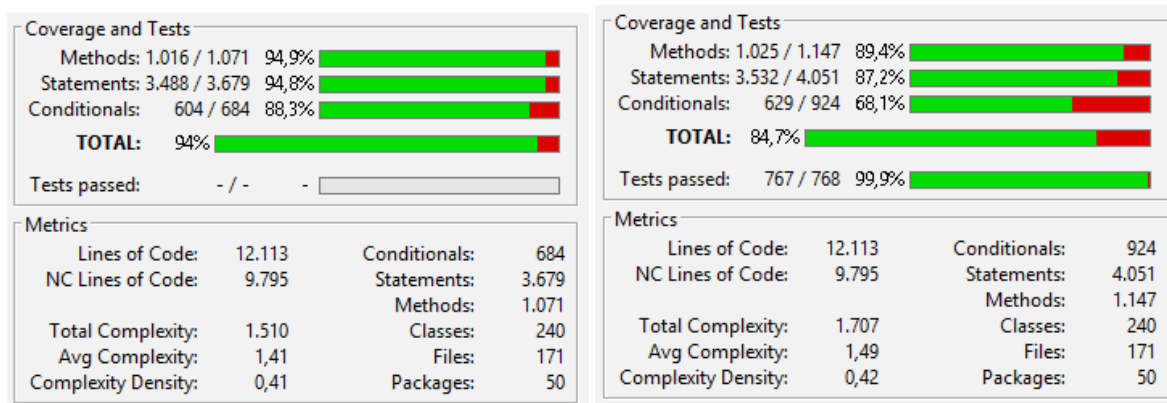 Coverage and Tests
Methods: 1.016 / 1.071 94,9%
Statements: 3.488 / 3.679 94,8%
Conditionals: 604 / 684 88,3%
TOTAL: 94%
Tests passed: - / - -
Metrics
Lines of Code: 12.113 Conditionals: 684
NC Lines of Code: 9.795 Statements: 3.679
Methods: 1.071
Total Complexity: 1.510 Classes: 240
Avg Complexity: 1,41 Files: 171
Complexity Density: 0,41 Packages: 50
Coverage and Tests
Methods: 1.025 / 1.147 89,4%
Statements: 3.532 / 4.051 87,2%
Conditionals: 629 / 924 68,1%
TOTAL: 84,7%
Tests passed: 767 / 768 99,9%
Metrics
Lines of Code: 12.113 Conditionals: 924
NC Lines of Code: 9.795 Statements: 4.051
Methods: 1.147
Total Complexity: 1.707 Classes: 240
Avg Complexity: 1,49 Files: 171
Complexity Density: 0,42 Packages: 50